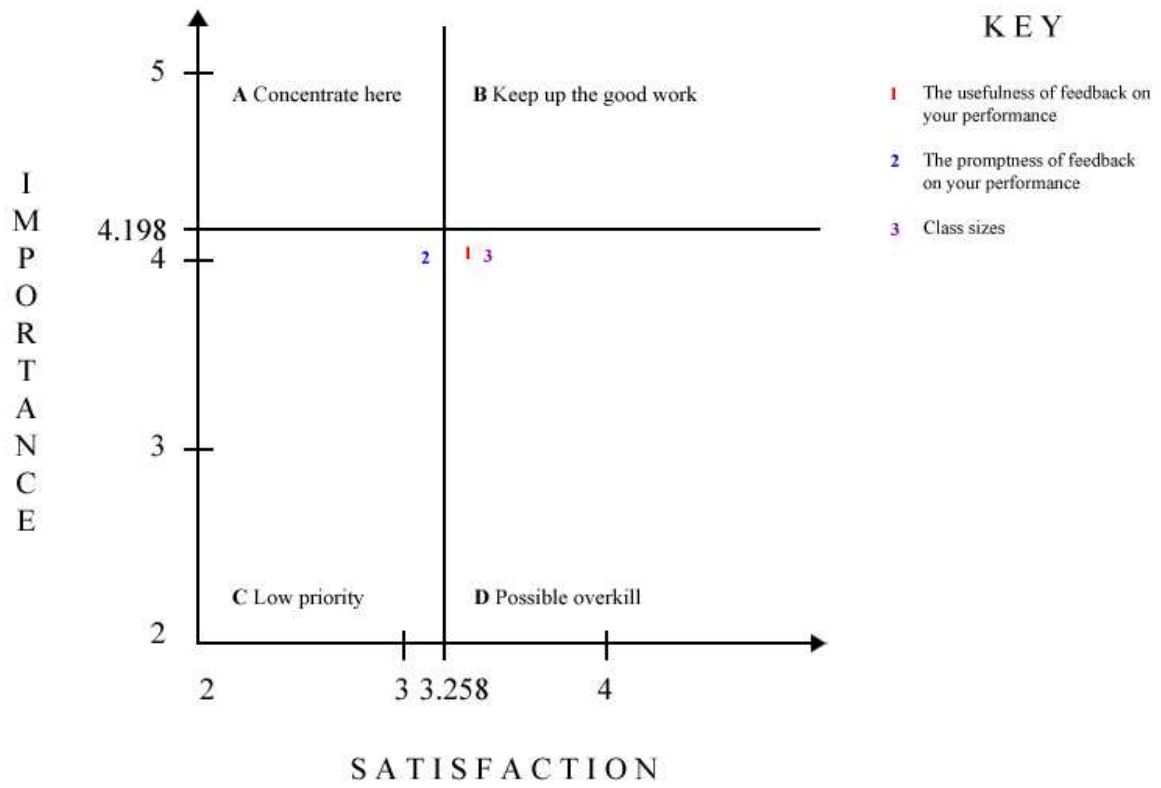 K E Y
5
A Concentrate here
B Keep up the good work
1 The usefulness of feedback on
your performance
2 The promptness of feedback
on your performance
3 Class sizes
I
M
P
O
R
T
A
N
C
E
4.198
4
2
1
3
3
C Low priority
D Possible overkill
2
2
3
3.258
4
S A T I S F A C T I O N